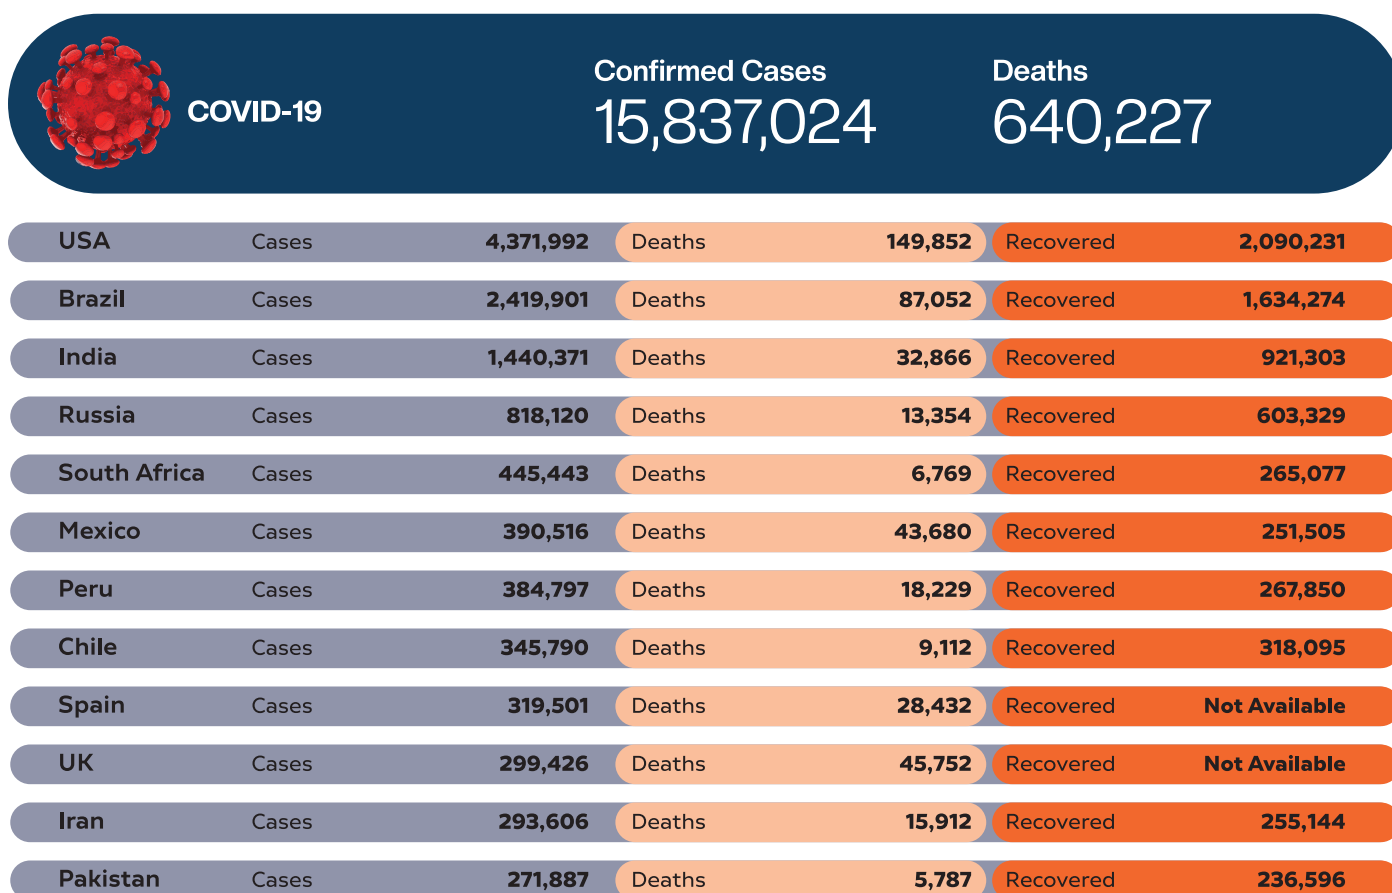 COVID-19
Confirmed Cases Deaths
15,837,024 640,227
USA Cases 4,371,992 Deaths 149,852 Recovered 2,090,231
Brazil Cases 2,419,901 Deaths 87,052 Recovered 1,634,274
India Cases 1,440,371 Deaths 32,866 Recovered 921,303
Russia Cases 818,120 Deaths 13,354 Recovered 603,329
South Africa Cases 445,443 Deaths 6,769 Recovered 265,077
Mexico Cases 390,516 Deaths 43,680 Recovered 251,505
Peru Cases 384,797 Deaths 18,229 Recovered 267,850
Chile Cases 345,790 Deaths 9,112 Recovered 318,095
Spain Cases 319,501 Deaths 28,432 Recovered Not Available
UK Cases 299,426 Deaths 45,752 Recovered Not Available
Iran Cases 293,606 Deaths 15,912 Recovered 255,144
Pakistan Cases 271,887 Deaths 5,787 Recovered 236,596